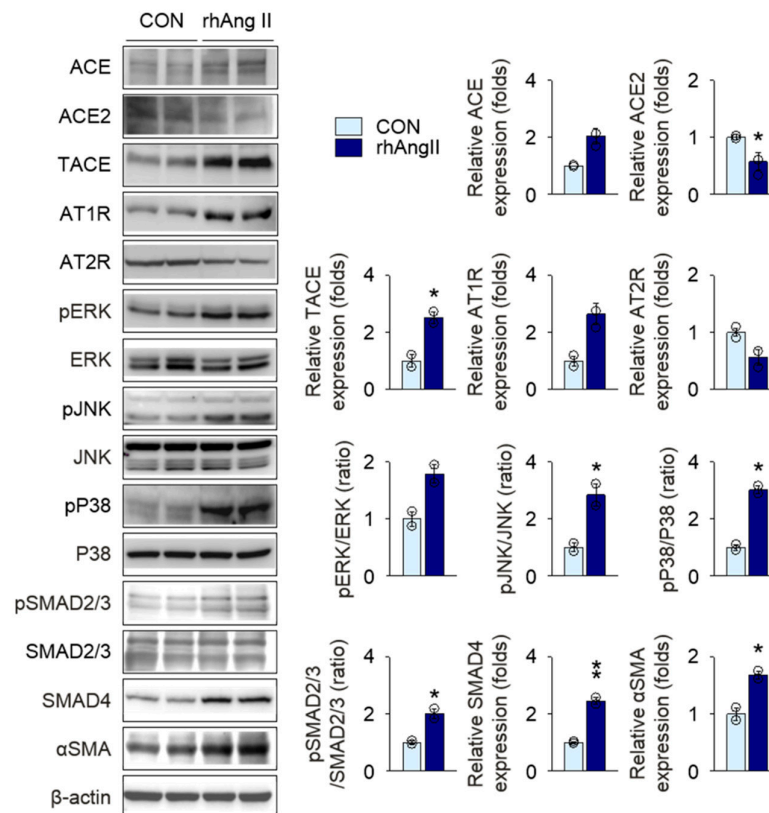 CON rhAng II
ACE
ACE2
TACE
AT1R
AT2R
pERK
ERK
pJNK
JNK
pP38
P38
pSMAD2/3
SMAD2/3
SMAD4
αSMA
β-actin
CON
rhAngII
Relative ACE
expression (folds)
4
2
0
Relative ACE2
expression (folds)
2
1
0
*
Relative TACE
expression (folds)
4
2
0
*
Relative AT1R
expression (folds)
4
2
0
Relative AT2R
expression (folds)
2
1
0
pERK/ERK (ratio)
2
1
0
pJNK/JNK (ratio)
4
2
0
*
pP38/P38 (ratio)
4
2
0
*
pSMAD2/3
/SMAD2/3 (ratio)
4
2
0
*
Relative SMAD4
expression (folds)
4
2
0
**
Relative αSMA
expression (folds)
2
1
0
*